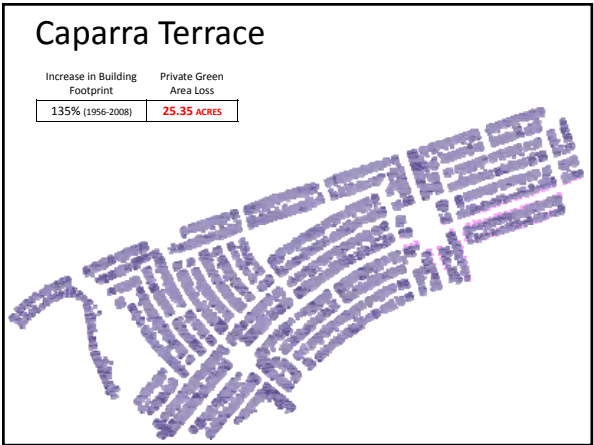 Caparra Terrace
Increase in Building Footprint
Private Green Area Loss
135% (1956-2008)
25.35 ACRES